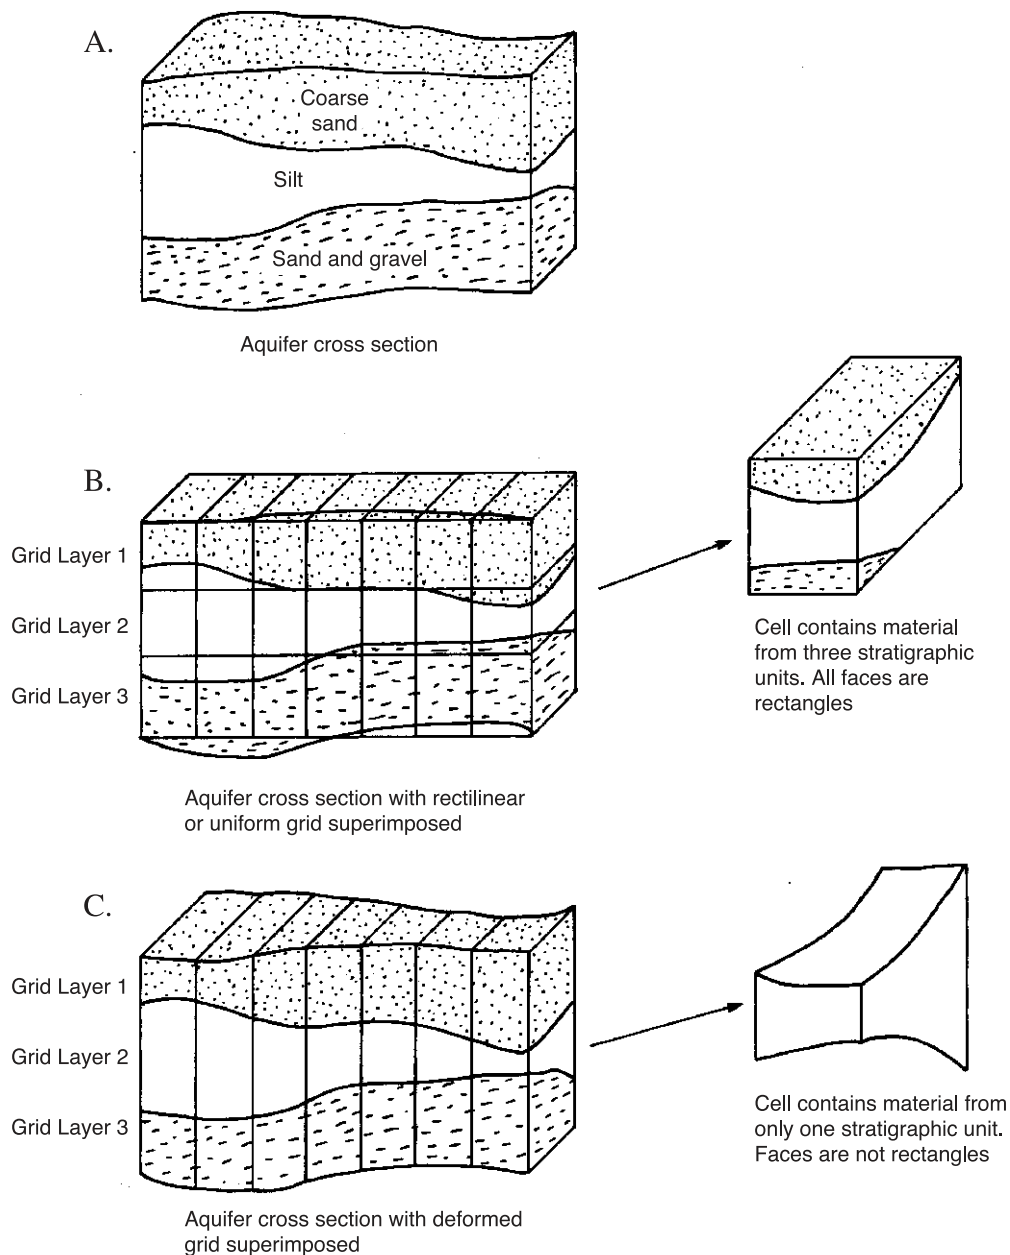 A.
Coarse
sand
Silt
Sand and gravel
Aquifer cross section
B.
Grid Layer 1
Grid Layer 2
Grid Layer 3
Cell contains material
from three stratigraphic
units. All faces are
rectangles
Aquifer cross section with rectilinear
or uniform grid superimposed
C.
Grid Layer 1
Grid Layer 2
Grid Layer 3
Cell contains material from
only one stratigraphic unit.
Faces are not rectangles
Aquifer cross section with deformed
grid superimposed